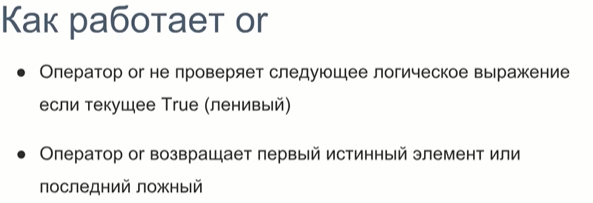 Как работает or
● Оператор or не проверяет следующее логическое выражение
если текущее True (ленивый)
● Оператор or возвращает первый истинный элемент или
последний ложный